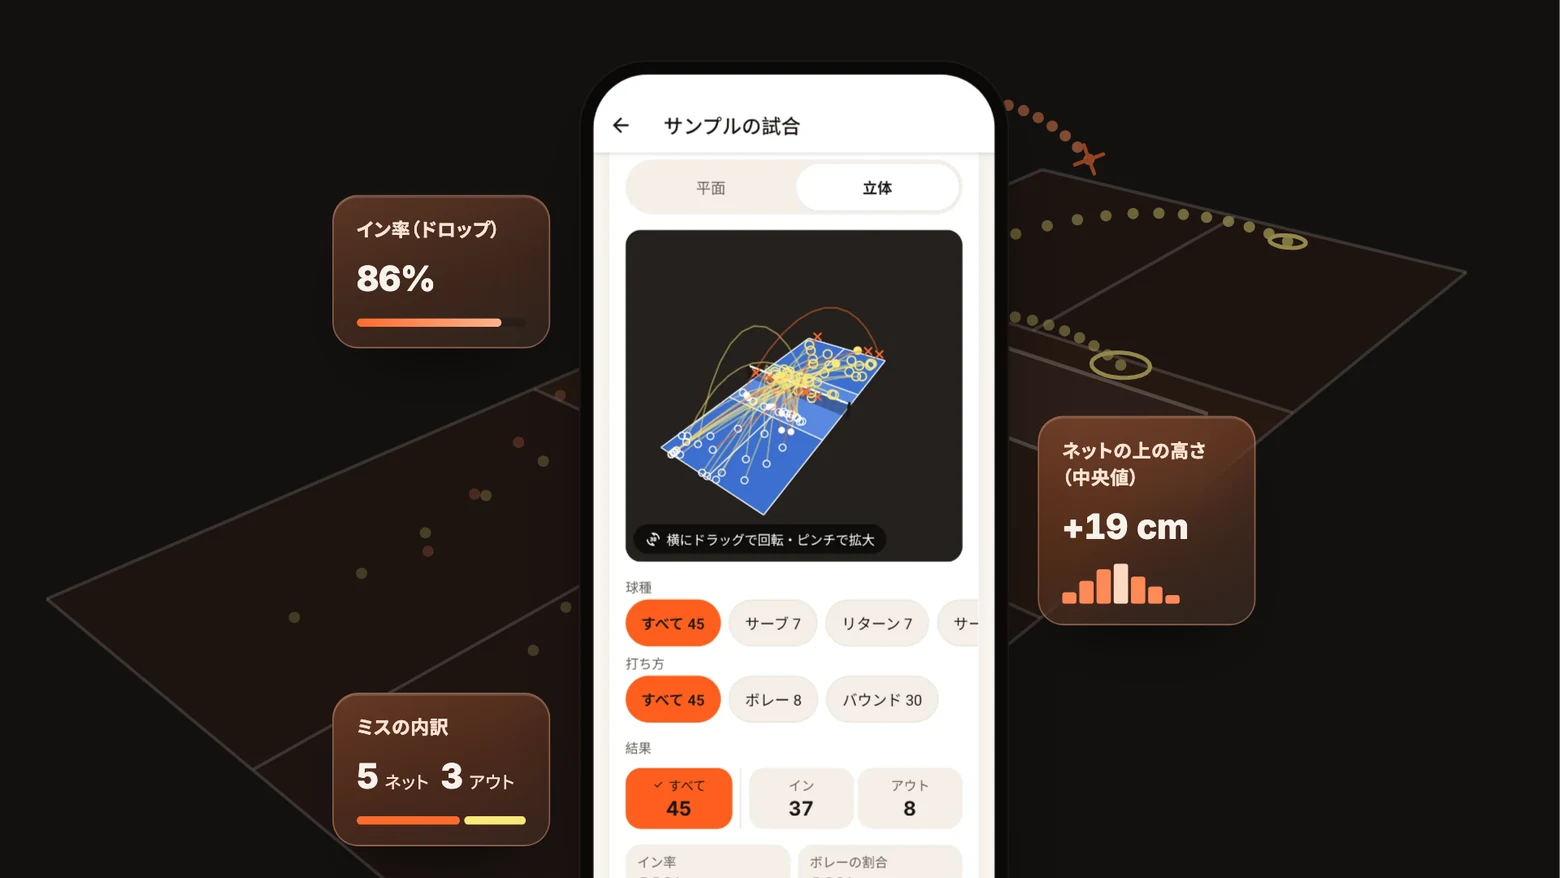 サンプルの試合
平面
立体
イン率(ドロップ)
86%
横にドラッグで回転・ピンチで拡大
ネットの上の高さ
(中央値)
+19 cm
球種
すべて 45
サーブ 7
リターン 7
サー
打ち方
すべて 45
ボレー 8
バウンド 30
ミスの内訳
5 ネット 3 アウト
結果
すべて
45
イン
37
アウト
8
イン率
ボレーの割合